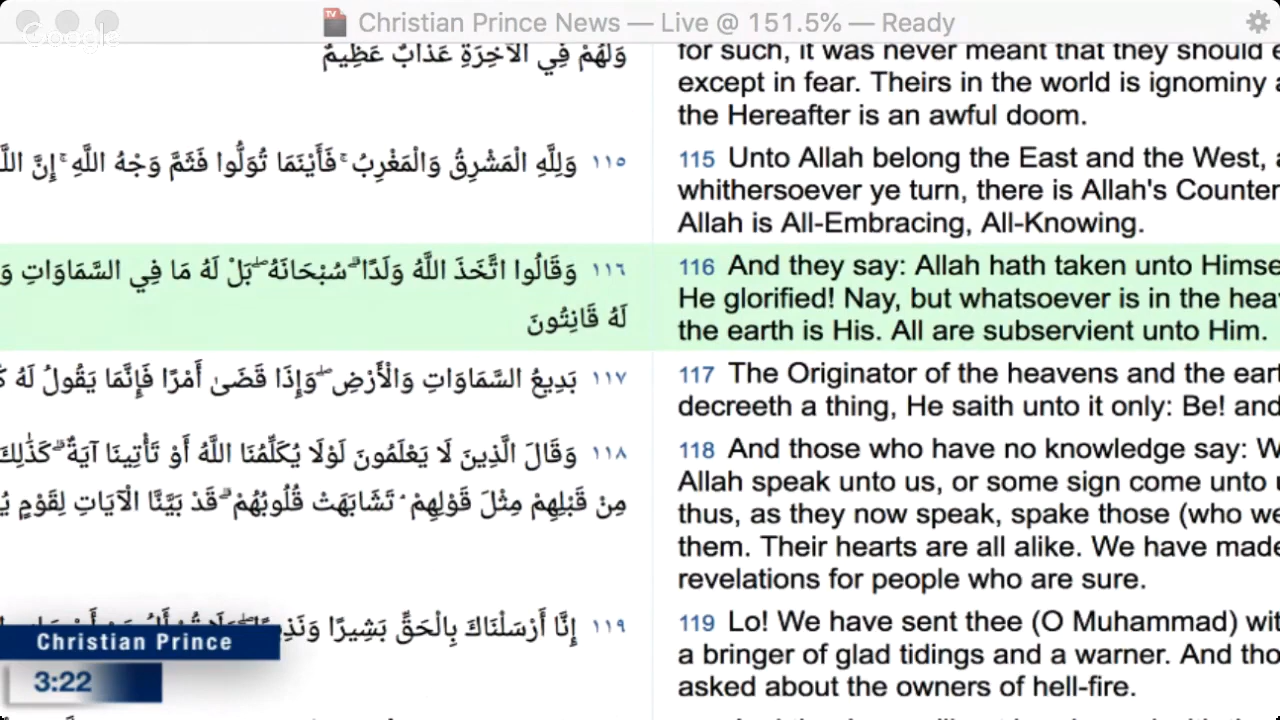 Christian Prince News — Live @ 151.5% — Ready
Google
وَلَهُمْ فِي الْآخِرَةِ عَذَابٌ عَظِيمٌ
١١٥ وَلِلَّهِ الْمَشْرِقُ وَالْمَغْرِبُ ۚ فَأَيْنَمَا تُوَلُّوا فَثَمَّ وَجْهُ اللَّهِ ۚ إِنَّ
١١٦ وَقَالُوا اتَّخَذَ اللَّهُ وَلَدًا ۗ سُبْحَانَهُ ۖ بَلْ لَهُ مَا فِي السَّمَاوَاتِ وَ
لَهُ قَانِتُونَ
١١٧ بَدِيعُ السَّمَاوَاتِ وَالْأَرْضِ ۖ وَإِذَا قَضَىٰ أَمْرًا فَإِنَّمَا يَقُولُ لَهُ
١١٨ وَقَالَ الَّذِينَ لَا يَعْلَمُونَ لَوْلَا يُكَلِّمُنَا اللَّهُ أَوْ تَأْتِينَا آيَةٌ ۗ كَذَٰلِكَ
مِنْ قَبْلِهِمْ مِثْلَ قَوْلِهِمْ ۘ تَشَابَهَتْ قُلُوبُهُمْ ۗ قَدْ بَيَّنَّا الْآيَاتِ لِقَوْمٍ
١١٩ إِنَّا أَرْسَلْنَاكَ بِالْحَقِّ بَشِيرًا
for such, it was never meant that they should
except in fear. Theirs in the world is ignominy
the Hereafter is an awful doom.
115 Unto Allah belong the East and the West,
whithersoever ye turn, there is Allah's Counter
Allah is All-Embracing, All-Knowing.
116 And they say: Allah hath taken unto Himse
He glorified! Nay, but whatsoever is in the hea
the earth is His. All are subservient unto Him.
117 The Originator of the heavens and the ear
decreeth a thing, He saith unto it only: Be! and
118 And those who have no knowledge say: W
Allah speak unto us, or some sign come unto
thus, as they now speak, spake those (who we
them. Their hearts are all alike. We have made
revelations for people who are sure.
119 Lo! We have sent thee (O Muhammad) wit
a bringer of glad tidings and a warner. And tho
asked about the owners of hell-fire.
Christian Prince
3:22